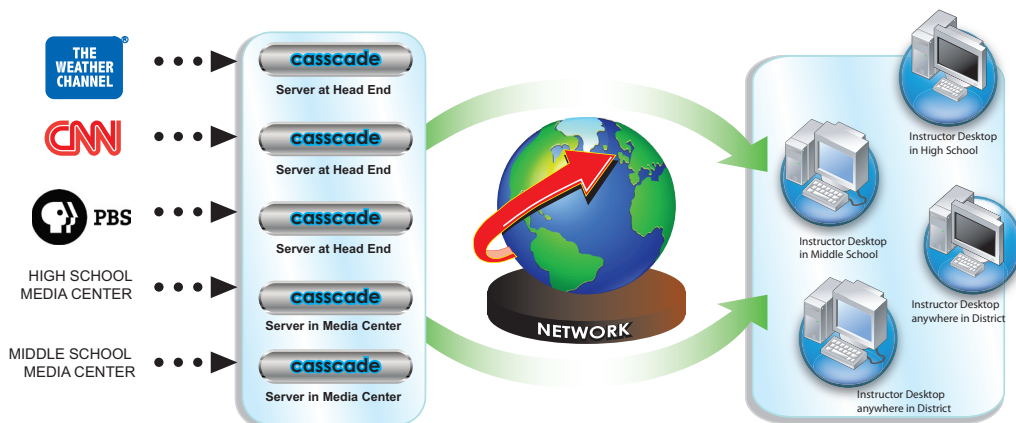 THE
WEATHER
CHANNEL
®
casscade
Server at Head End
CNN
casscade
Server at Head End
PBS
casscade
Server at Head End
HIGH SCHOOL
MEDIA CENTER
casscade
Server in Media Center
MIDDLE SCHOOL
MEDIA CENTER
casscade
Server in Media Center
NETWORK
Instructor Desktop
in High School
Instructor Desktop
in Middle School
Instructor Desktop
anywhere in District
Instructor Desktop
anywhere in District